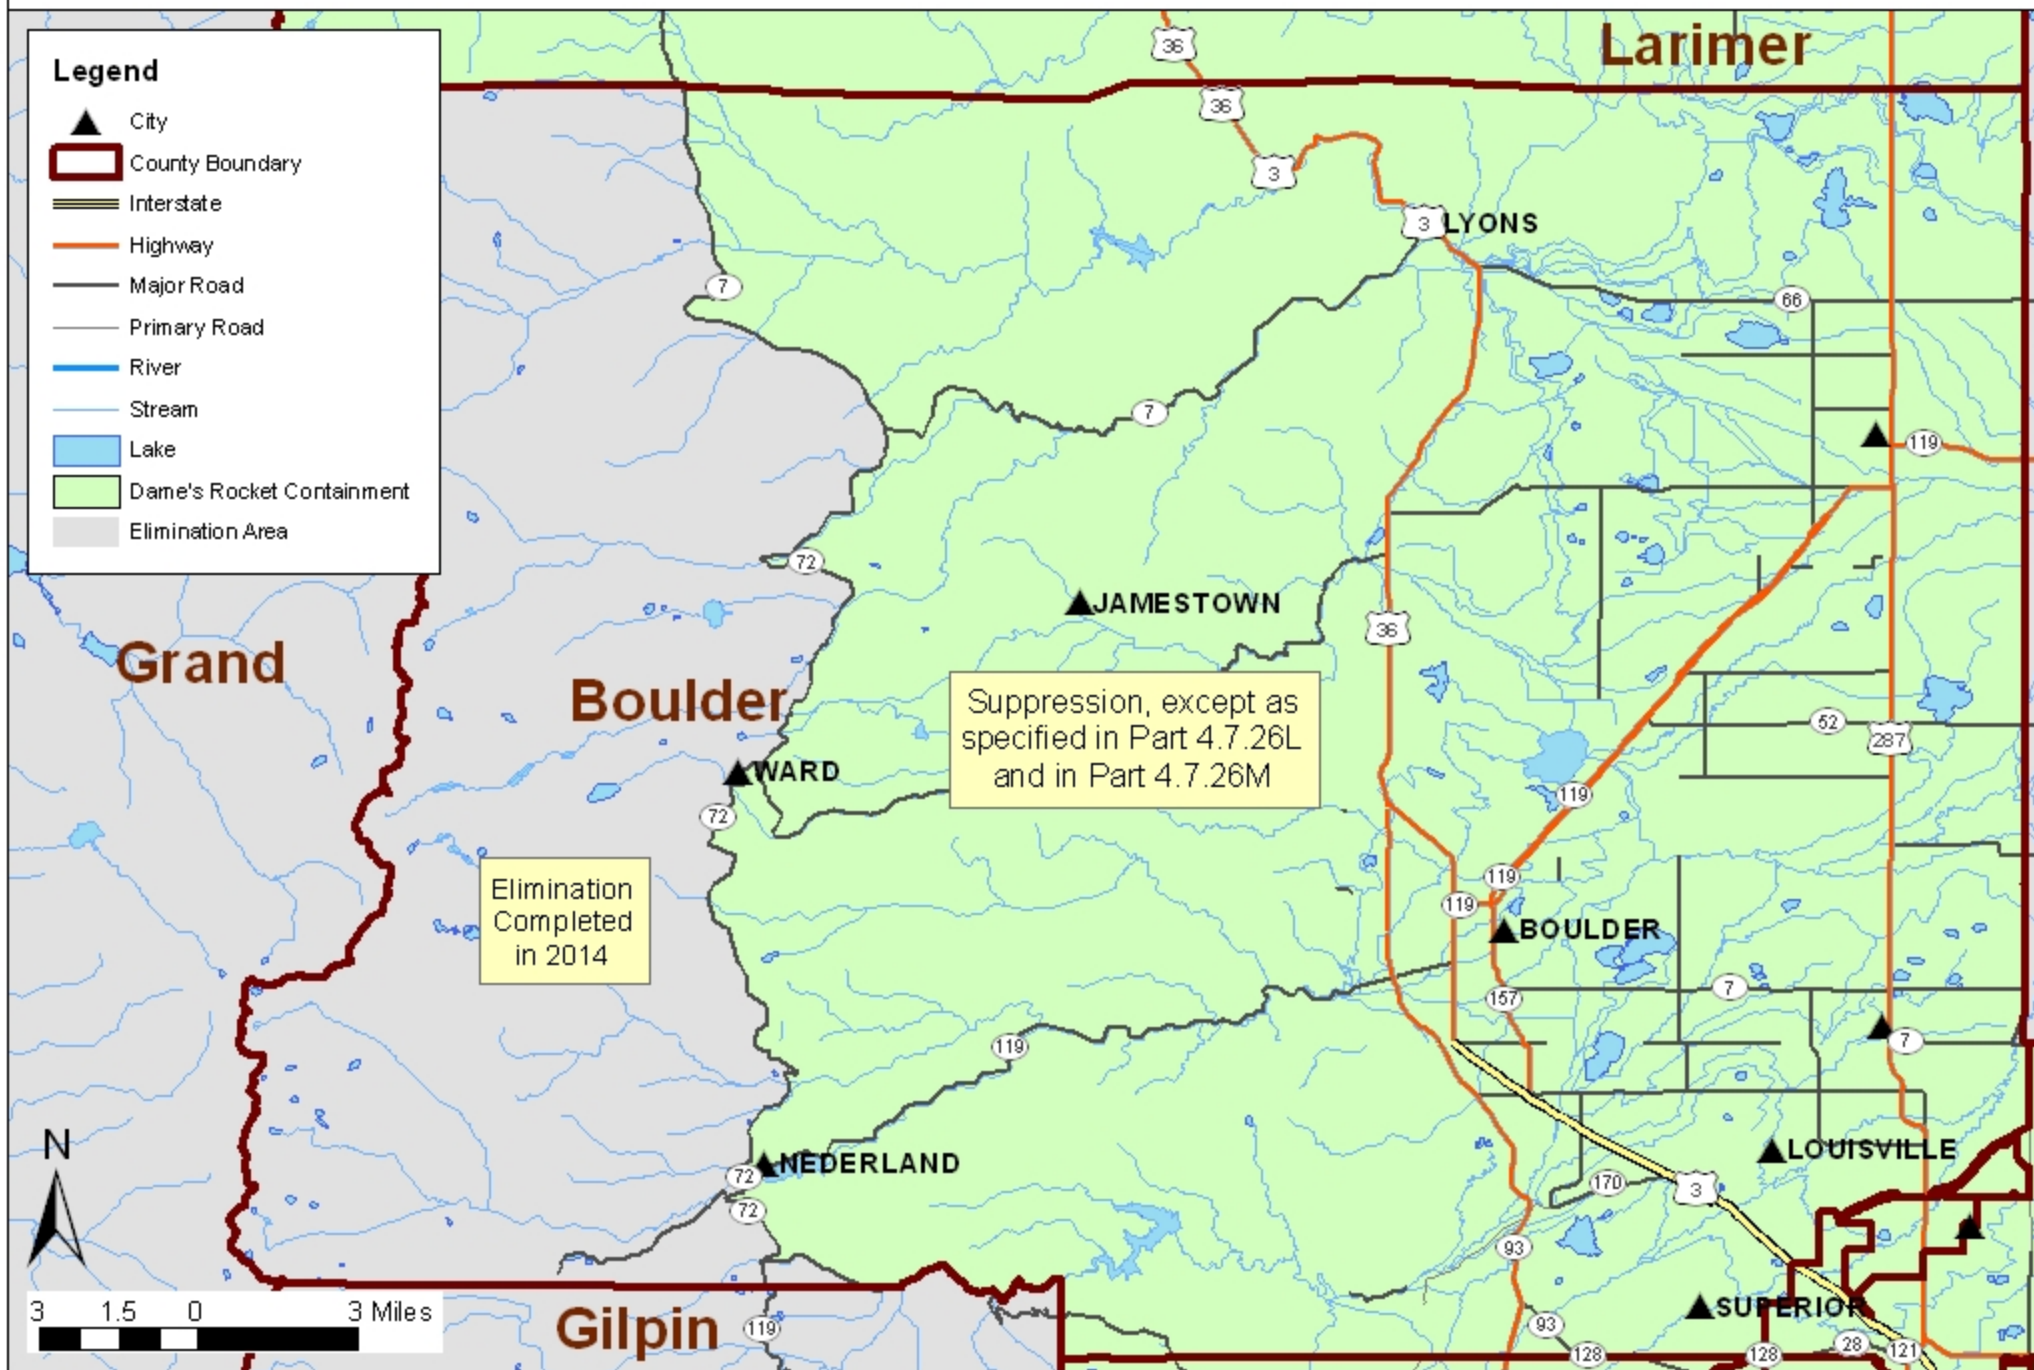 Legend
City
County Boundary
Interstate
Highway
Major Road
Primary Road
River
Stream
Lake
Dame's Rocket Containment
Elimination Area
Larimer
36
36
3
3
LYONS
7
66
7
119
72
JAMESTOWN
36
Grand
Boulder
Suppression, except as
specified in Part 4.7.26L
and in Part 4.7.26M
52
287
WARD
72
119
Elimination
Completed
in 2014
119
119
BOULDER
157
7
119
7
N
NEDERLAND
72
72
LOUISVILLE
170
3
93
3 1.5 0 3 Miles
Gilpin
119
SUPERIOR
93
128
128
28
121